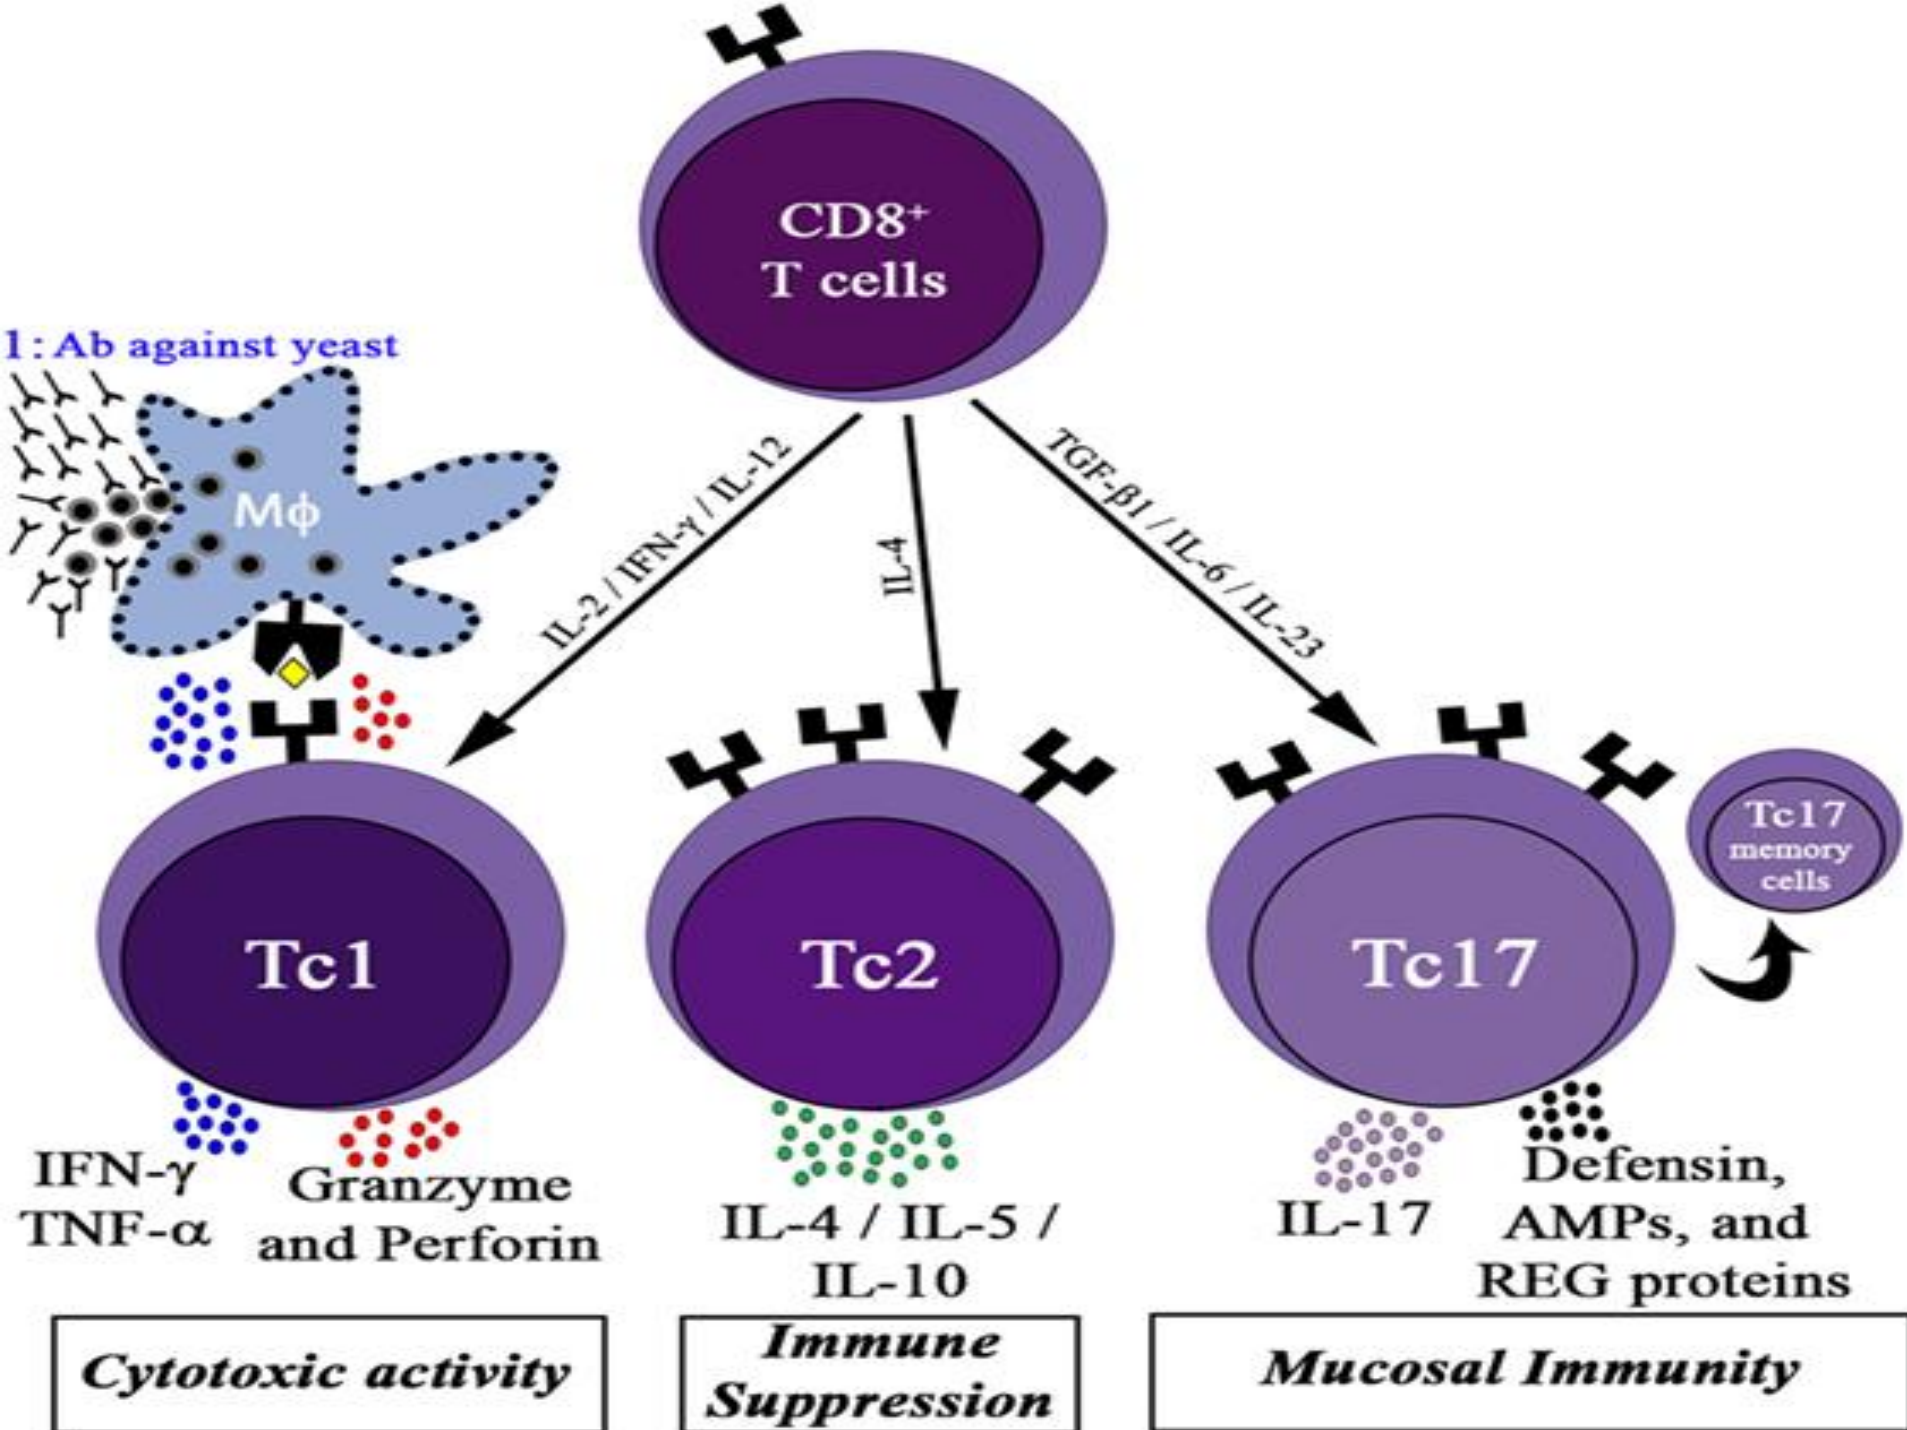 CD8⁺
T cells
1: Ab against yeast
Mϕ
IL-2 / IFN-γ / IL-12
IL-4
TGF-β1 / IL-6 / IL-23
Tc1
Tc2
Tc17
Tc17
memory
cells
IFN-γ
TNF-α
Granzyme
and Perforin
IL-4 / IL-5 /
IL-10
IL-17
Defensin,
AMPs, and
REG proteins
Cytotoxic activity
Immune
Suppression
Mucosal Immunity